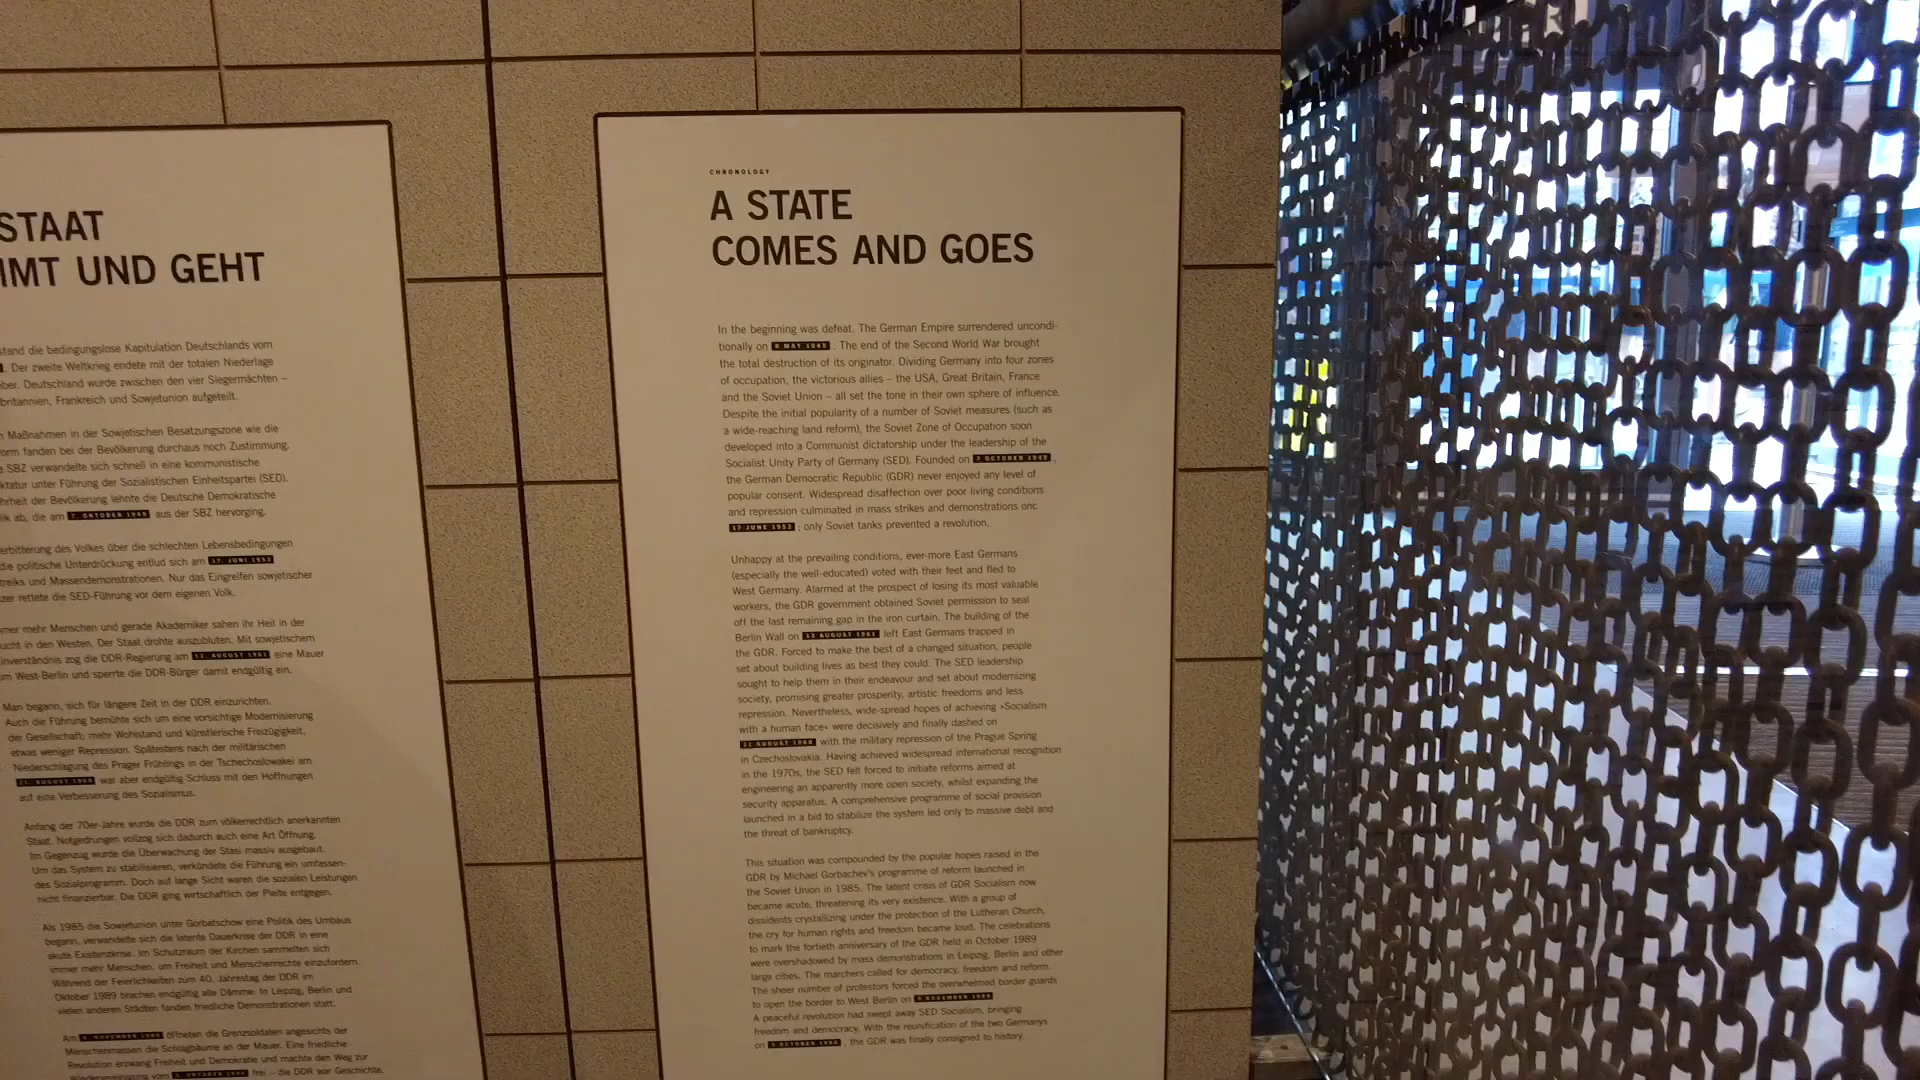 STAAT
MMT UND GEHT
stand die bedingungslose Kapitulation Deutschlands vom
. Der zweite Weltkrieg endete mit der totalen Niederlage
eber. Deutschland wurde zwischen den vier Siegermächten –
britannien, Frankreich und Sowjetunion aufgeteilt.
n Maßnahmen in der Sowjetischen Besatzungszone wie die
form fanden bei der Bevölkerung durchaus noch Zustimmung.
e SBZ verwandelte sich schnell in eine kommunistische
ktatur unter Führung der Sozialistischen Einheitspartei (SED).
hrheit der Bevölkerung lehnte die Deutsche Demokratische
lik ab, die am 7. OKTOBER 1949 aus der SBZ hervorging.
erbitterung des Volkes über die schlechten Lebensbedingungen
die politische Unterdrückung entlud sich am 17. JUNI 1953
treiks und Massendemonstrationen. Nur das Eingreifen sowjetischer
zer rettete die SED-Führung vor dem eigenen Volk.
mer mehr Menschen und gerade Akademiker sahen ihr Heil in der
ucht in den Westen. Der Staat drohte auszubluten. Mit sowjetischem
inverständnis zog die DDR-Regierung am 13. AUGUST 1961 eine Mauer
um West-Berlin und sperrte die DDR-Bürger damit endgültig ein.
Man begann, sich für längere Zeit in der DDR einzurichten.
Auch die Führung bemühte sich um eine vorsichtige Modernisierung
der Gesellschaft: mehr Wohlstand und künstlerische Freizügigkeit,
etwas weniger Repression. Spätestens nach der militärischen
Niederschlagung des Prager Frühlings in der Tschechoslowakei am
21. AUGUST 1968 war aber endgültig Schluss mit den Hoffnungen
auf eine Verbesserung des Sozialismus.
Anfang der 70er-Jahre wurde die DDR zum völkerrechtlich anerkannten
Staat. Notgedrungen vollzog sich dadurch auch eine Art Öffnung.
Im Gegenzug wurde die Überwachung der Stasi massiv ausgebaut.
Um das System zu stabilisieren, verkündete die Führung ein umfassen-
des Sozialprogramm. Doch auf lange Sicht waren die sozialen Leistungen
nicht finanzierbar. Die DDR ging wirtschaftlich der Pleite entgegen.
Als 1985 die Sowjetunion unter Gorbatschow eine Politik des Umbaus
begann, verwandelte sich die latente Dauerkrise der DDR in eine
akute Existenzkrise. Im Schutzraum der Kirchen sammelten sich
immer mehr Menschen, um Freiheit und Menschenrechte einzufordern.
Während der Feierlichkeiten zum 40. Jahrestag der DDR im
Oktober 1989 brachen endgültig alle Dämme: In Leipzig, Berlin und
vielen anderen Städten fanden friedliche Demonstrationen statt.
Am 9. NOVEMBER 1989 öffneten die Grenzsoldaten angesichts der
Menschenmassen die Schlagbäume an der Mauer. Eine friedliche
Revolution erzwang Freiheit und Demokratie und machte den Weg zur
Wiedervereinigung vom 3. OKTOBER 1990 frei – die DDR war Geschichte.
CHRONOLOGY
A STATE
COMES AND GOES
In the beginning was defeat. The German Empire surrendered uncondi-
tionally on 8 MAY 1945 . The end of the Second World War brought
the total destruction of its originator. Dividing Germany into four zones
of occupation, the victorious allies – the USA, Great Britain, France
and the Soviet Union – all set the tone in their own sphere of influence.
Despite the initial popularity of a number of Soviet measures (such as
a wide-reaching land reform), the Soviet Zone of Occupation soon
developed into a Communist dictatorship under the leadership of the
Socialist Unity Party of Germany (SED). Founded on 7 OCTOBER 1949 ,
the German Democratic Republic (GDR) never enjoyed any level of
popular consent. Widespread disaffection over poor living conditions
and repression culminated in mass strikes and demonstrations onc
17 JUNE 1953 ; only Soviet tanks prevented a revolution.
Unhappy at the prevailing conditions, ever-more East Germans
(especially the well-educated) voted with their feet and fled to
West Germany. Alarmed at the prospect of losing its most valuable
workers, the GDR government obtained Soviet permission to seal
off the last remaining gap in the iron curtain. The building of the
Berlin Wall on 13 AUGUST 1961 left East Germans trapped in
the GDR. Forced to make the best of a changed situation, people
set about building lives as best they could. The SED leadership
sought to help them in their endeavour and set about modernizing
society, promising greater prosperity, artistic freedoms and less
repression. Nevertheless, wide-spread hopes of achieving »Socialism
with a human face« were decisively and finally dashed on
21 AUGUST 1968 with the military repression of the Prague Spring
in Czechoslovakia. Having achieved widespread international recognition
in the 1970s, the SED felt forced to initiate reforms aimed at
engineering an apparently more open society, whilst expanding the
security apparatus. A comprehensive programme of social provision
launched in a bid to stabilize the system led only to massive debt and
the threat of bankruptcy.
This situation was compounded by the popular hopes raised in the
GDR by Michael Gorbachev's programme of reform launched in
the Soviet Union in 1985. The latent crisis of GDR Socialism now
became acute, threatening its very existence. With a group of
dissidents crystallizing under the protection of the Lutheran Church,
the cry for human rights and freedom became loud. The celebrations
to mark the fortieth anniversary of the GDR held in October 1989
were overshadowed by mass demonstrations in Leipzig, Berlin and other
large cities. The marchers called for democracy, freedom and reform.
The sheer number of protestors forced the overwhelmed border guards
to open the border to West Berlin on 9 NOVEMBER 1989
A peaceful revolution had swept away SED Socialism, bringing
freedom and democracy. With the reunification of the two Germanys
on 3 OCTOBER 1990 , the GDR was finally consigned to history.